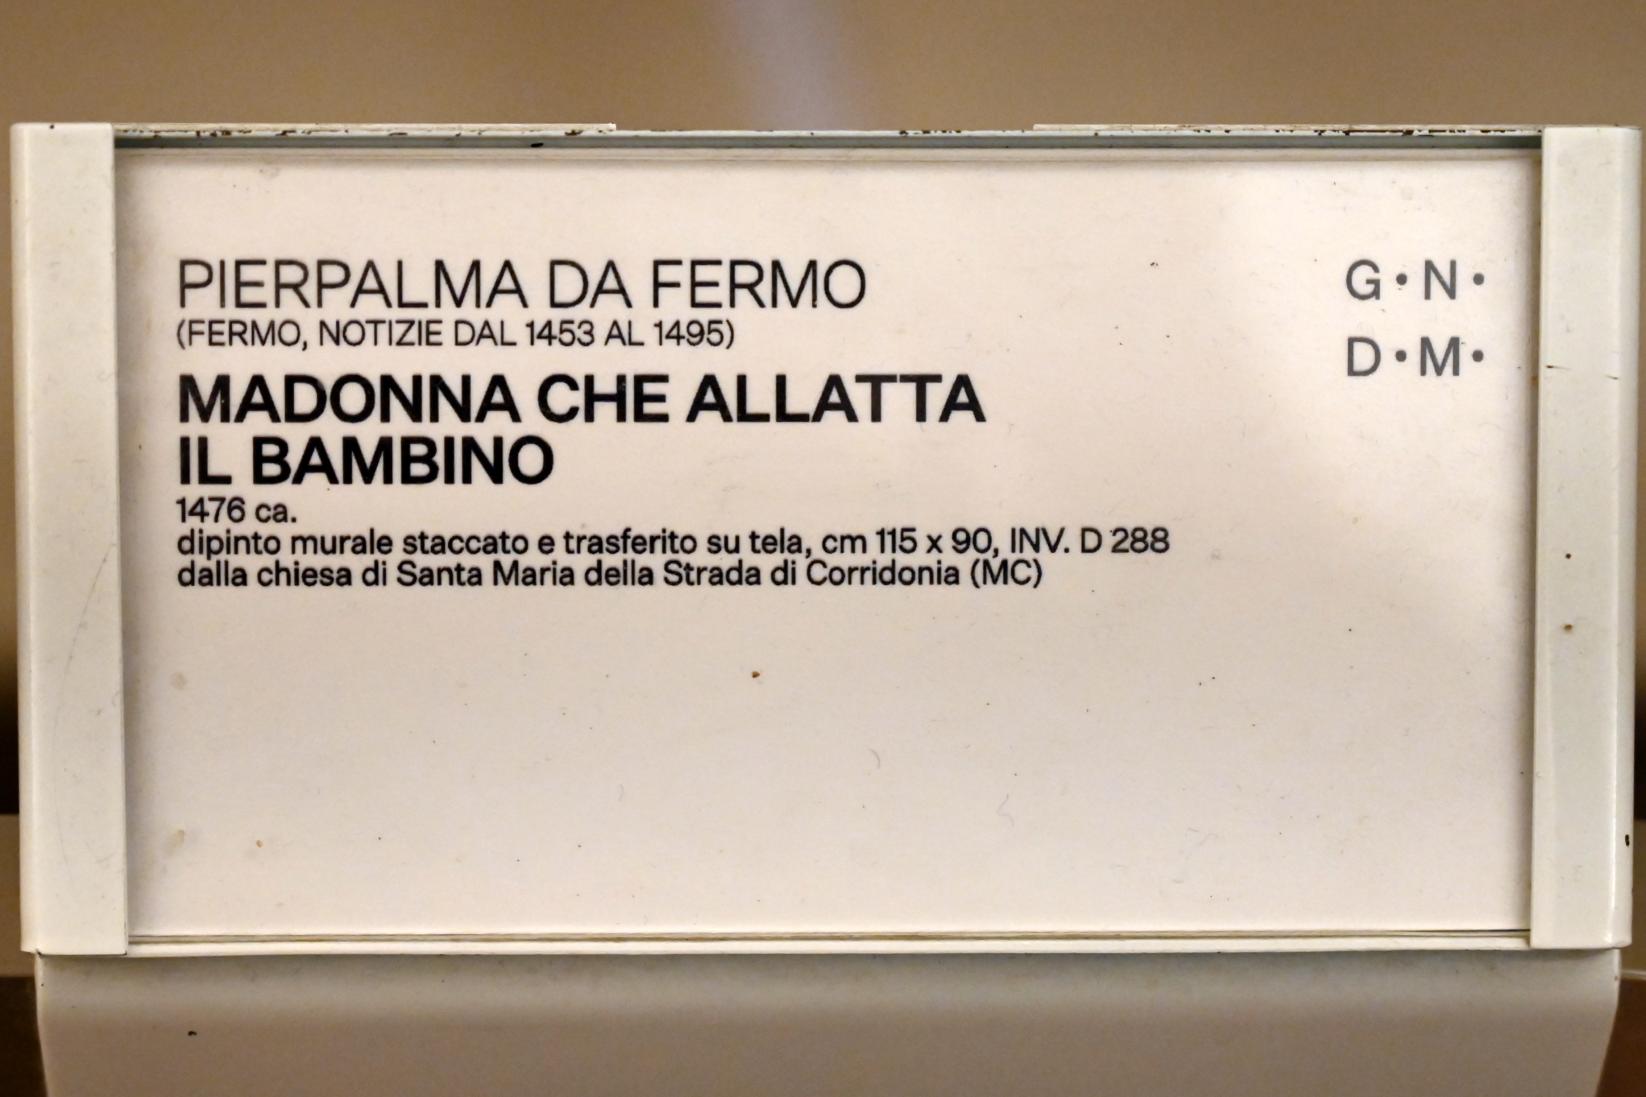 PIERPALMA DA FERMO
(FERMO, NOTIZIE DAL 1453 AL 1495)
MADONNA CHE ALLATTA
IL BAMBINO
1476 ca.
dipinto murale staccato e trasferito su tela, cm 115 x 90, INV. D 288
dalla chiesa di Santa Maria della Strada di Corridonia (MC)
G•N•
D•M•